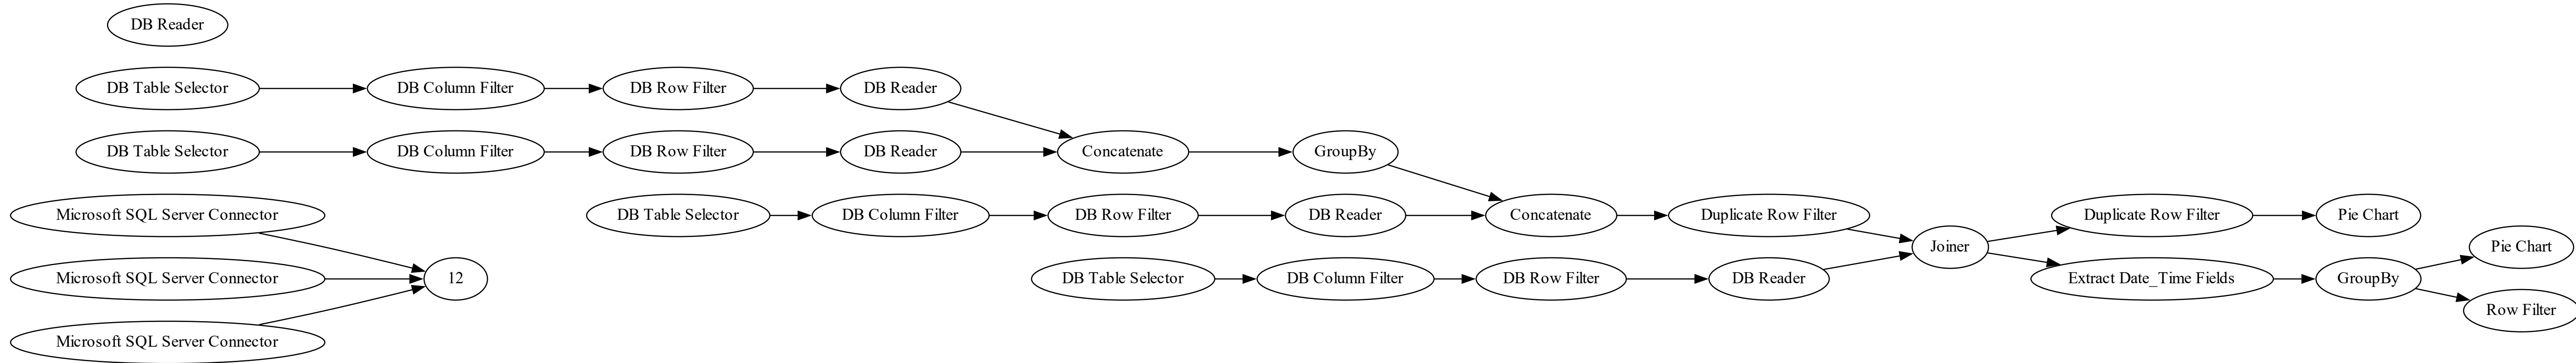 DB Reader
DB Table Selector DB Column Filter DB Row Filter DB Reader
DB Table Selector DB Column Filter DB Row Filter DB Reader Concatenate GroupBy
Microsoft SQL Server Connector DB Table Selector DB Column Filter DB Row Filter DB Reader Concatenate Duplicate Row Filter Duplicate Row Filter Pie Chart
Joiner Pie Chart
Microsoft SQL Server Connector 12 DB Table Selector DB Column Filter DB Row Filter DB Reader Extract Date_Time Fields GroupBy
Row Filter
Microsoft SQL Server Connector